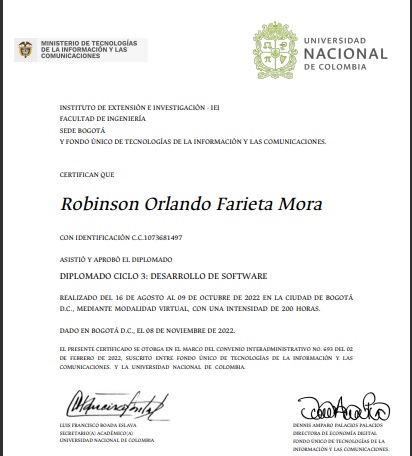 MINISTERIO DE TECNOLOGÍAS
DE LA INFORMACIÓN Y LAS
COMUNICACIONES
UNIVERSIDAD
NACIONAL
DE COLOMBIA
INSTITUTO DE EXTENSIÓN E INVESTIGACIÓN - IEI
FACULTAD DE INGENIERÍA
SEDE BOGOTÁ
Y FONDO ÚNICO DE TECNOLOGÍAS DE LA INFORMACIÓN Y LAS COMUNICACIONES.
CERTIFICAN QUE
Robinson Orlando Farieta Mora
CON IDENTIFICACIÓN C.C.1073681497
ASISTIÓ Y APROBÓ EL DIPLOMADO
DIPLOMADO CICLO 3: DESARROLLO DE SOFTWARE
REALIZADO DEL 16 DE AGOSTO AL 09 DE OCTUBRE DE 2022 EN LA CIUDAD DE BOGOTÁ
D.C., MEDIANTE MODALIDAD VIRTUAL, CON UNA INTENSIDAD DE 200 HORAS.
DADO EN BOGOTÁ D.C., EL 08 DE NOVIEMBRE DE 2022.
EL PRESENTE CERTIFICADO SE OTORGA EN EL MARCO DEL CONVENIO INTERADMINISTRATIVO NO. 693 DEL 02
DE FEBRERO DE 2022, SUSCRITO ENTRE FONDO ÚNICO DE TECNOLOGÍAS DE LA INFORMACIÓN Y LAS
COMUNICACIONES. Y LA UNIVERSIDAD NACIONAL DE COLOMBIA.
LUIS FRANCISCO BOADA ESLAVA
SECRETARIO(A) ACADÉMICO(A)
UNIVERSIDAD NACIONAL DE COLOMBIA
DENNIS AMPARO PALACIOS PALACIOS
DIRECTORA DE ECONOMÍA DIGITAL
FONDO ÚNICO DE TECNOLOGÍAS DE LA
INFORMACIÓN Y LAS COMUNICACIONES